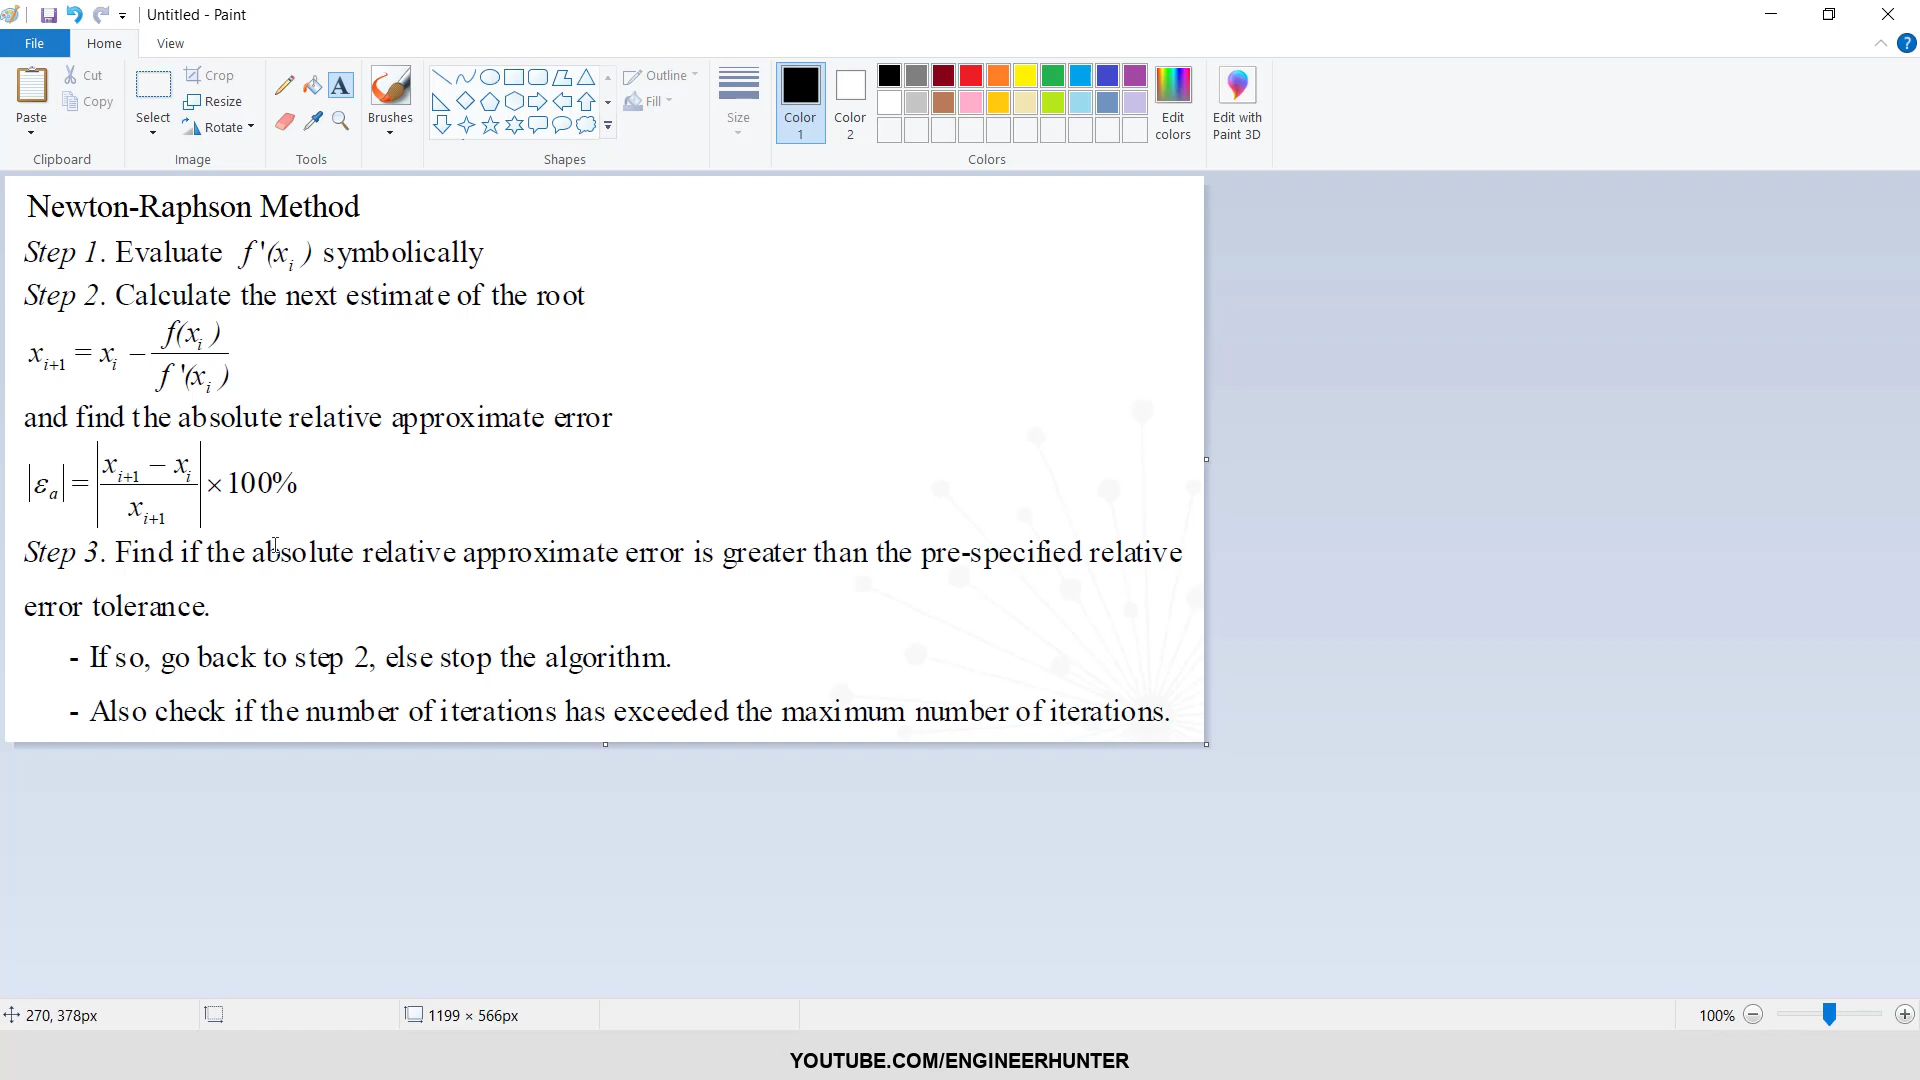 Untitled - Paint
File Home View
Cut Crop Outline
Copy Resize Fill
Paste Select Rotate Brushes Size Color 1 Color 2 Edit colors Edit with Paint 3D
Clipboard Image Tools Shapes Colors
Newton-Raphson Method
Step 1. Evaluate f '(xᵢ) symbolically
Step 2. Calculate the next estimate of the root
xᵢ₊₁ = xᵢ – f(xᵢ) / f '(xᵢ)
and find the absolute relative approximate error
|εₐ| = |(xᵢ₊₁ – xᵢ) / xᵢ₊₁| × 100%
Step 3. Find if the absolute relative approximate error is greater than the pre-specified relative
error tolerance.
- If so, go back to step 2, else stop the algorithm.
- Also check if the number of iterations has exceeded the maximum number of iterations.
270, 378px 1199 × 566px 100%
YOUTUBE.COM/ENGINEERHUNTER